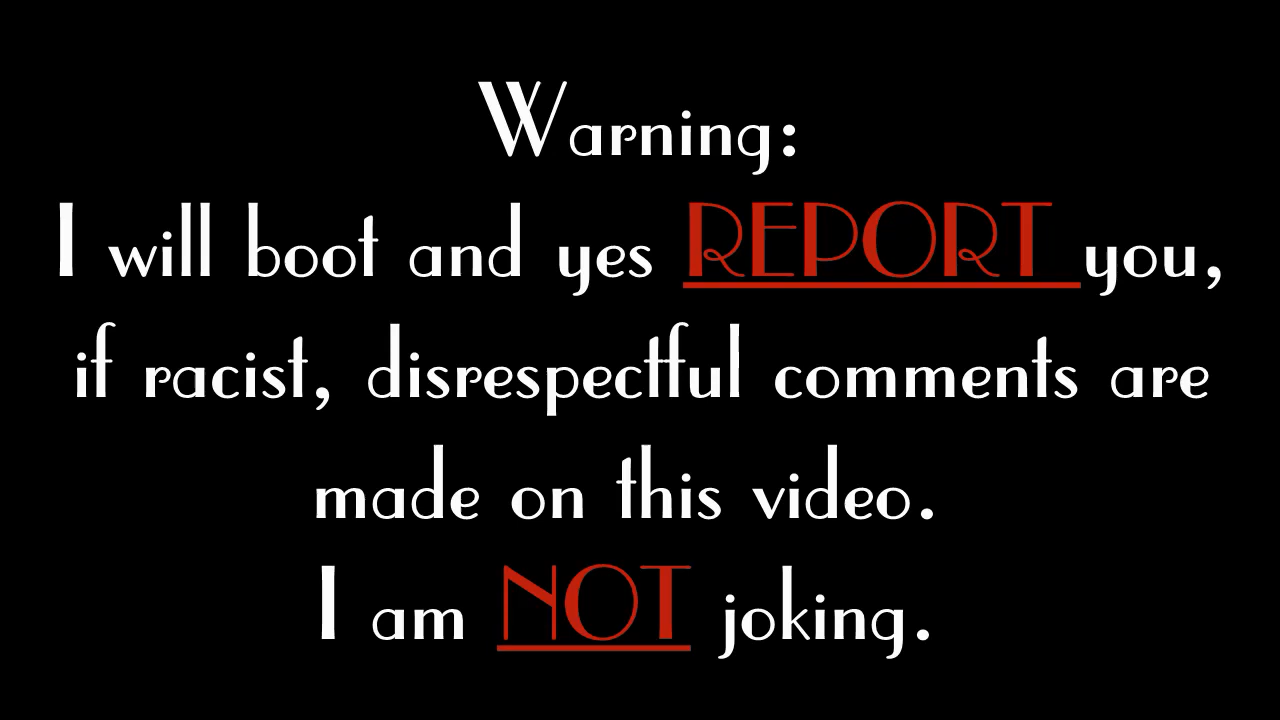 Warning:
I will boot and yes REPORT you,
if racist, disrespectful comments are
made on this video.
I am NOT joking.